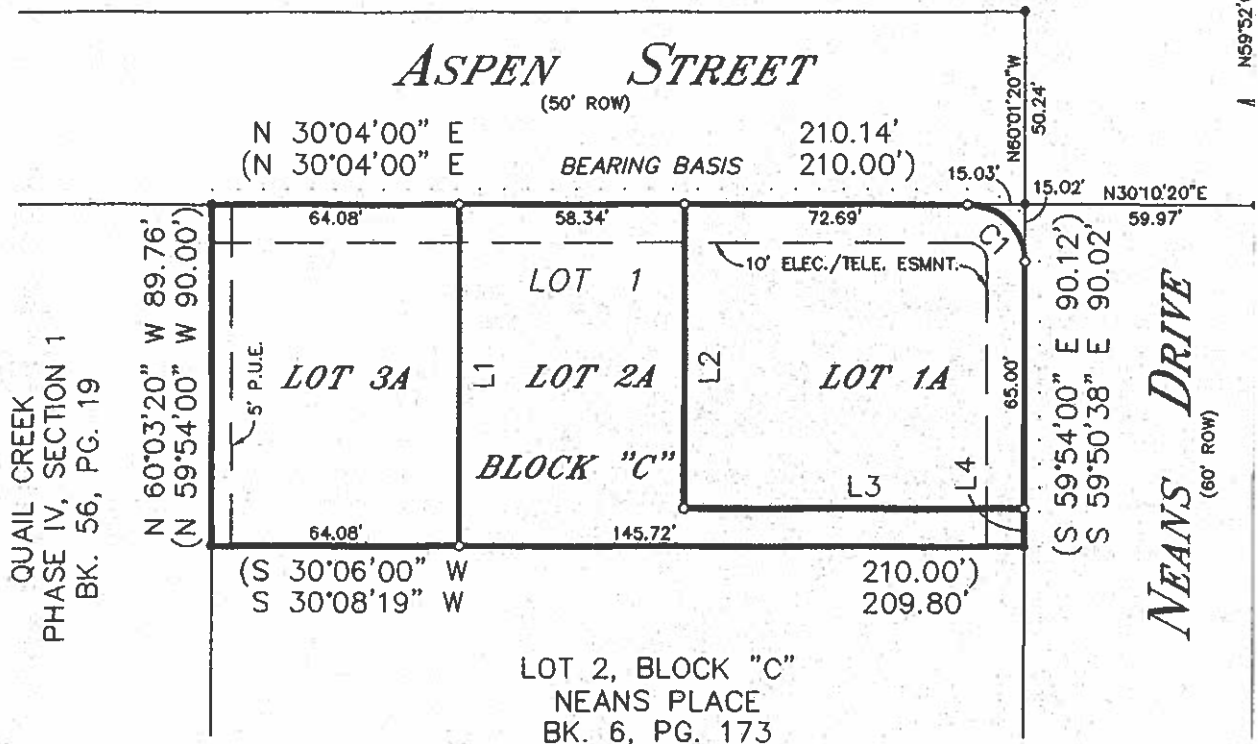 ASPEN STREET
(50' ROW)
N 30°04'00" E 210.14'
(N 30°04'00" E BEARING BASIS 210.00')
N60°01'20"W
50.24'
N59°52'
15.03'
15.02'
N30°10'20"E
59.97'
64.08'
58.34'
72.69'
C1
10' ELEC./TELE. ESMNT.
LOT 1
QUAIL CREEK
PHASE IV, SECTION 1
BK. 56, PG. 19
N 60°03'20" W 89.76'
(N 59°54'00" W 90.00')
5' P.U.E.
LOT 3A
L1
LOT 2A
L2
LOT 1A
65.00'
BLOCK "C"
L3
L4
(S 59°54'00" E 90.12')
S 59°50'38" E 90.02'
NEANS DRIVE
(60' ROW)
64.08'
145.72'
(S 30°06'00" W 210.00')
S 30°08'19" W 209.80'
LOT 2, BLOCK "C"
NEANS PLACE
BK. 6, PG. 173